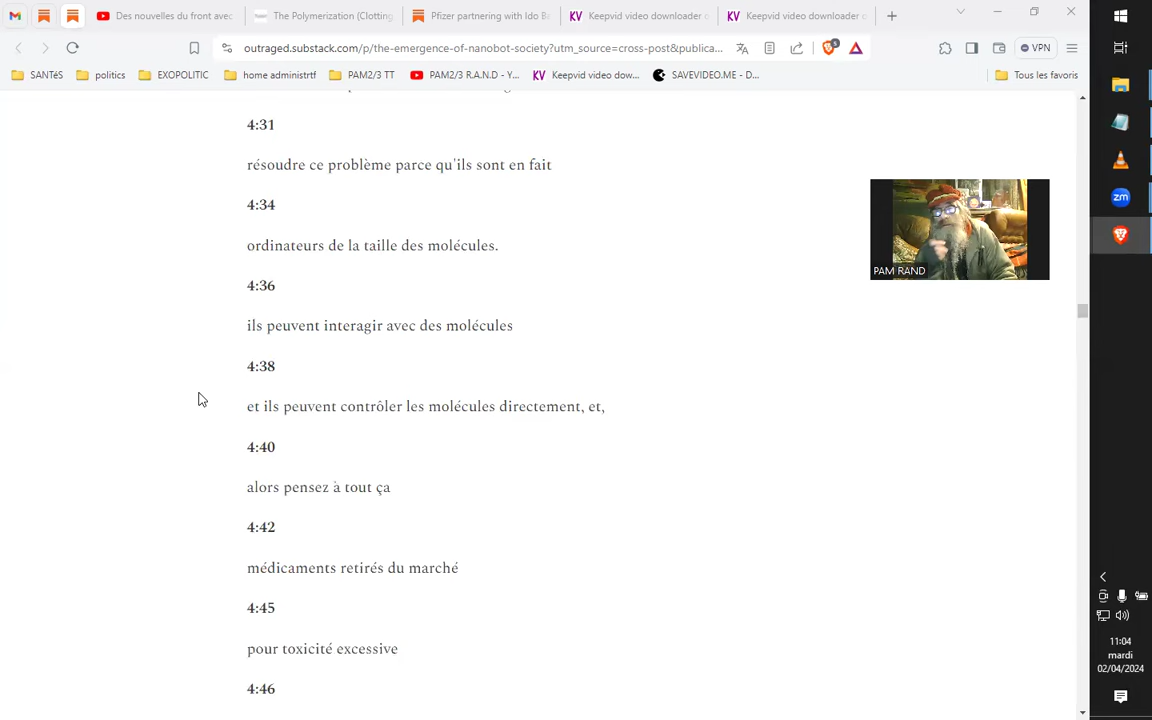 Des nouvelles du front avec
The Polymerization (Clotting
Pfizer partnering with Ido Ba
Keepvid video downloader o
Keepvid video downloader o
outraged.substack.com/p/the-emergence-of-nanobot-society?utm_source=cross-post&publica...
5
VPN
SANTéS
politics
EXOPOLITIC
home administrtf
PAM2/3 TT
PAM2/3 R.A.N.D - Y...
KV Keepvid video dow...
SAVEVIDEO.ME - D...
Tous les favoris
4:31
résoudre ce problème parce qu'ils sont en fait
4:34
ordinateurs de la taille des molécules.
4:36
ils peuvent interagir avec des molécules
4:38
et ils peuvent contrôler les molécules directement, et,
4:40
alors pensez à tout ça
4:42
médicaments retirés du marché
4:45
pour toxicité excessive
4:46
PAM RAND
zm
11:04
mardi
02/04/2024